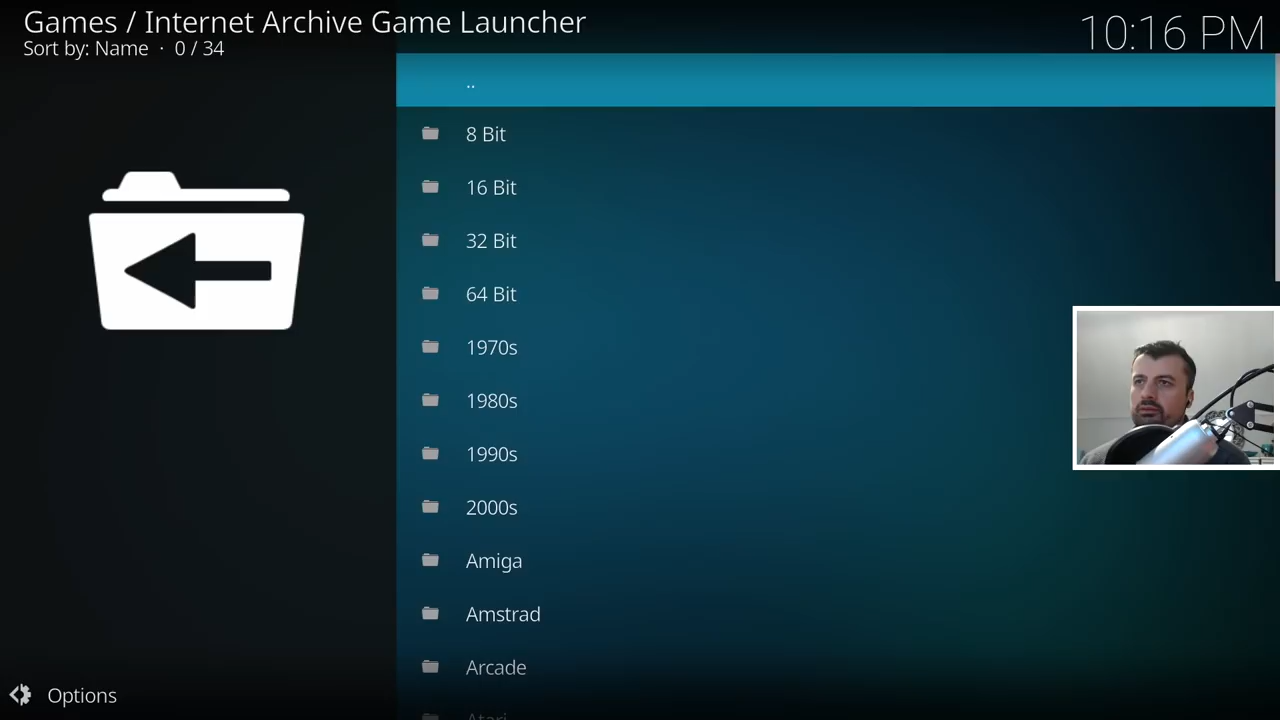 Games / Internet Archive Game Launcher
Sort by: Name · 0 / 34
10:16 PM
..
8 Bit
16 Bit
32 Bit
64 Bit
1970s
1980s
1990s
2000s
Amiga
Amstrad
Arcade
Atari
Options